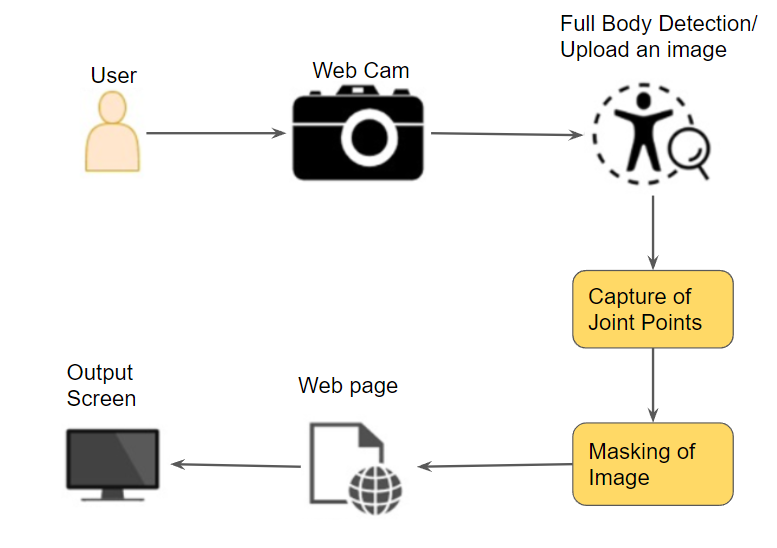 User
Web Cam
Full Body Detection/
Upload an image
Capture of
Joint Points
Masking of
Image
Web page
Output
Screen